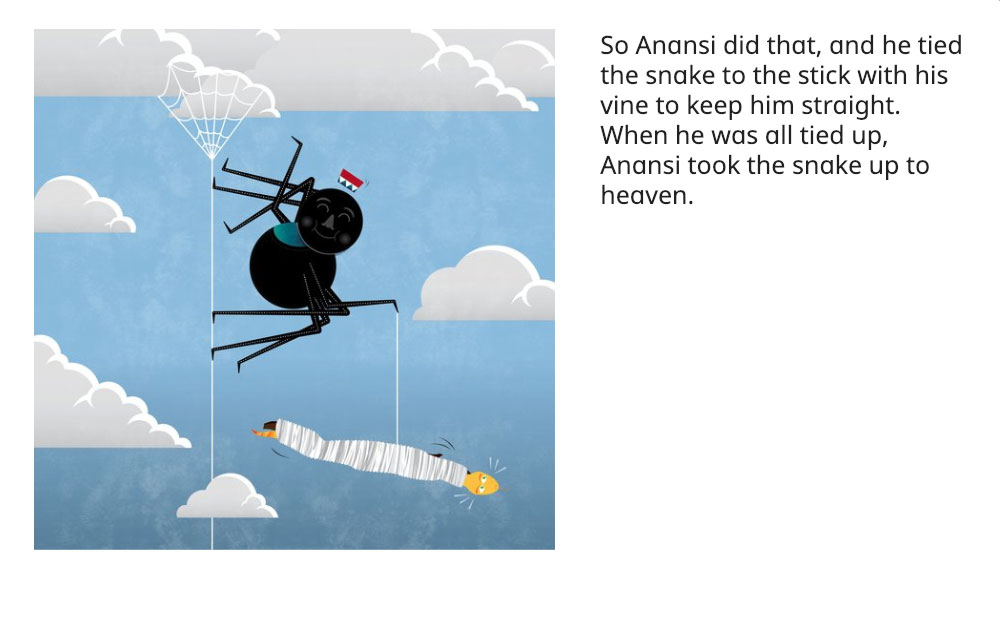 So Anansi did that, and he tied
the snake to the stick with his
vine to keep him straight.
When he was all tied up,
Anansi took the snake up to
heaven.